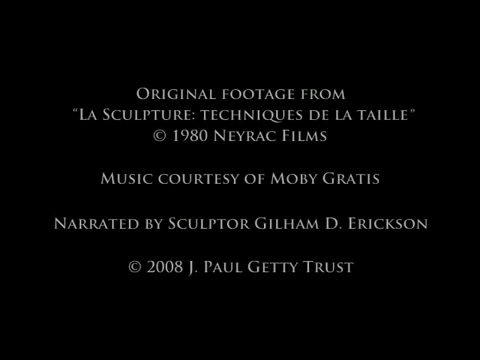 Original footage from
“La Sculpture: techniques de la taille"
© 1980 Neyrac Films
Music courtesy of Moby Gratis
Narrated by Sculptor Gilham D. Erickson
© 2008 J. Paul Getty Trust